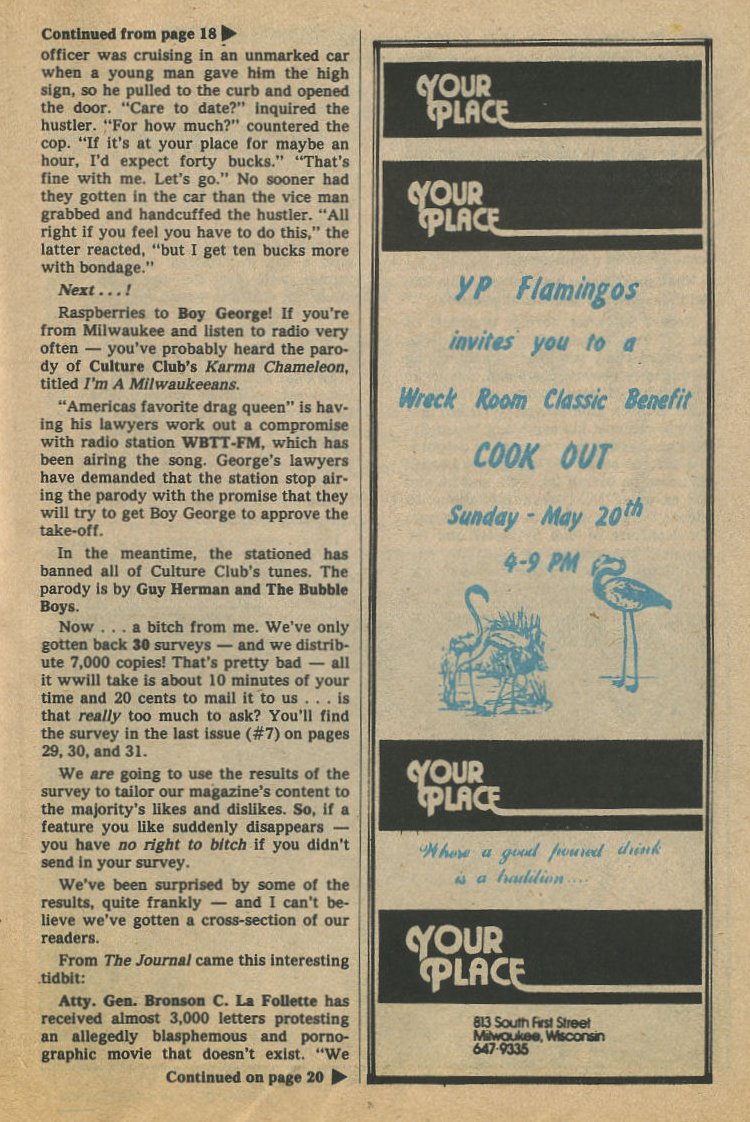 Continued from page 18
officer was cruising in an unmarked car
when a young man gave him the high
sign, so he pulled to the curb and opened
the door. “Care to date?” inquired the
hustler. “For how much?” countered the
cop. “If it's at your place for maybe an
hour, I'd expect forty bucks.” “That's
fine with me. Let's go.” No sooner had
they gotten in the car than the vice man
grabbed and handcuffed the hustler. “All
right if you feel you have to do this,” the
latter reacted, “but I get ten bucks more
with bondage.”
Next...!
Raspberries to Boy George! If you're
from Milwaukee and listen to radio very
often — you've probably heard the paro-
dy of Culture Club's Karma Chameleon,
titled I'm A Milwaukeeans.
“Americas favorite drag queen” is hav-
ing his lawyers work out a compromise
with radio station WBTT-FM, which has
been airing the song. George's lawyers
have demanded that the station stop air-
ing the parody with the promise that they
will try to get Boy George to approve the
take-off.
In the meantime, the stationed has
banned all of Culture Club's tunes. The
parody is by Guy Herman and The Bubble
Boys.
Now . . . a bitch from me. We've only
gotten back 30 surveys — and we distrib-
ute 7,000 copies! That's pretty bad — all
it wwill take is about 10 minutes of your
time and 20 cents to mail it to us . . . is
that really too much to ask? You'll find
the survey in the last issue (#7) on pages
29, 30, and 31.
We are going to use the results of the
survey to tailor our magazine's content to
the majority's likes and dislikes. So, if a
feature you like suddenly disappears —
you have no right to bitch if you didn't
send in your survey.
We've been surprised by some of the
results, quite frankly — and I can't be-
lieve we've gotten a cross-section of our
readers.
From The Journal came this interesting
tidbit:
Atty. Gen. Bronson C. La Follette has
received almost 3,000 letters protesting
an allegedly blasphemous and porno-
graphic movie that doesn't exist. “We
Continued on page 20
YOUR
PLACE
YOUR
PLACE
YP Flamingos
invites you to a
Wreck Room Classic Benefit
COOK OUT
Sunday - May 20th
4-9 PM
YOUR
PLACE
Where a good poured drink
is a tradition....
YOUR
PLACE
813 South First Street
Milwaukee, Wisconsin
647-9335